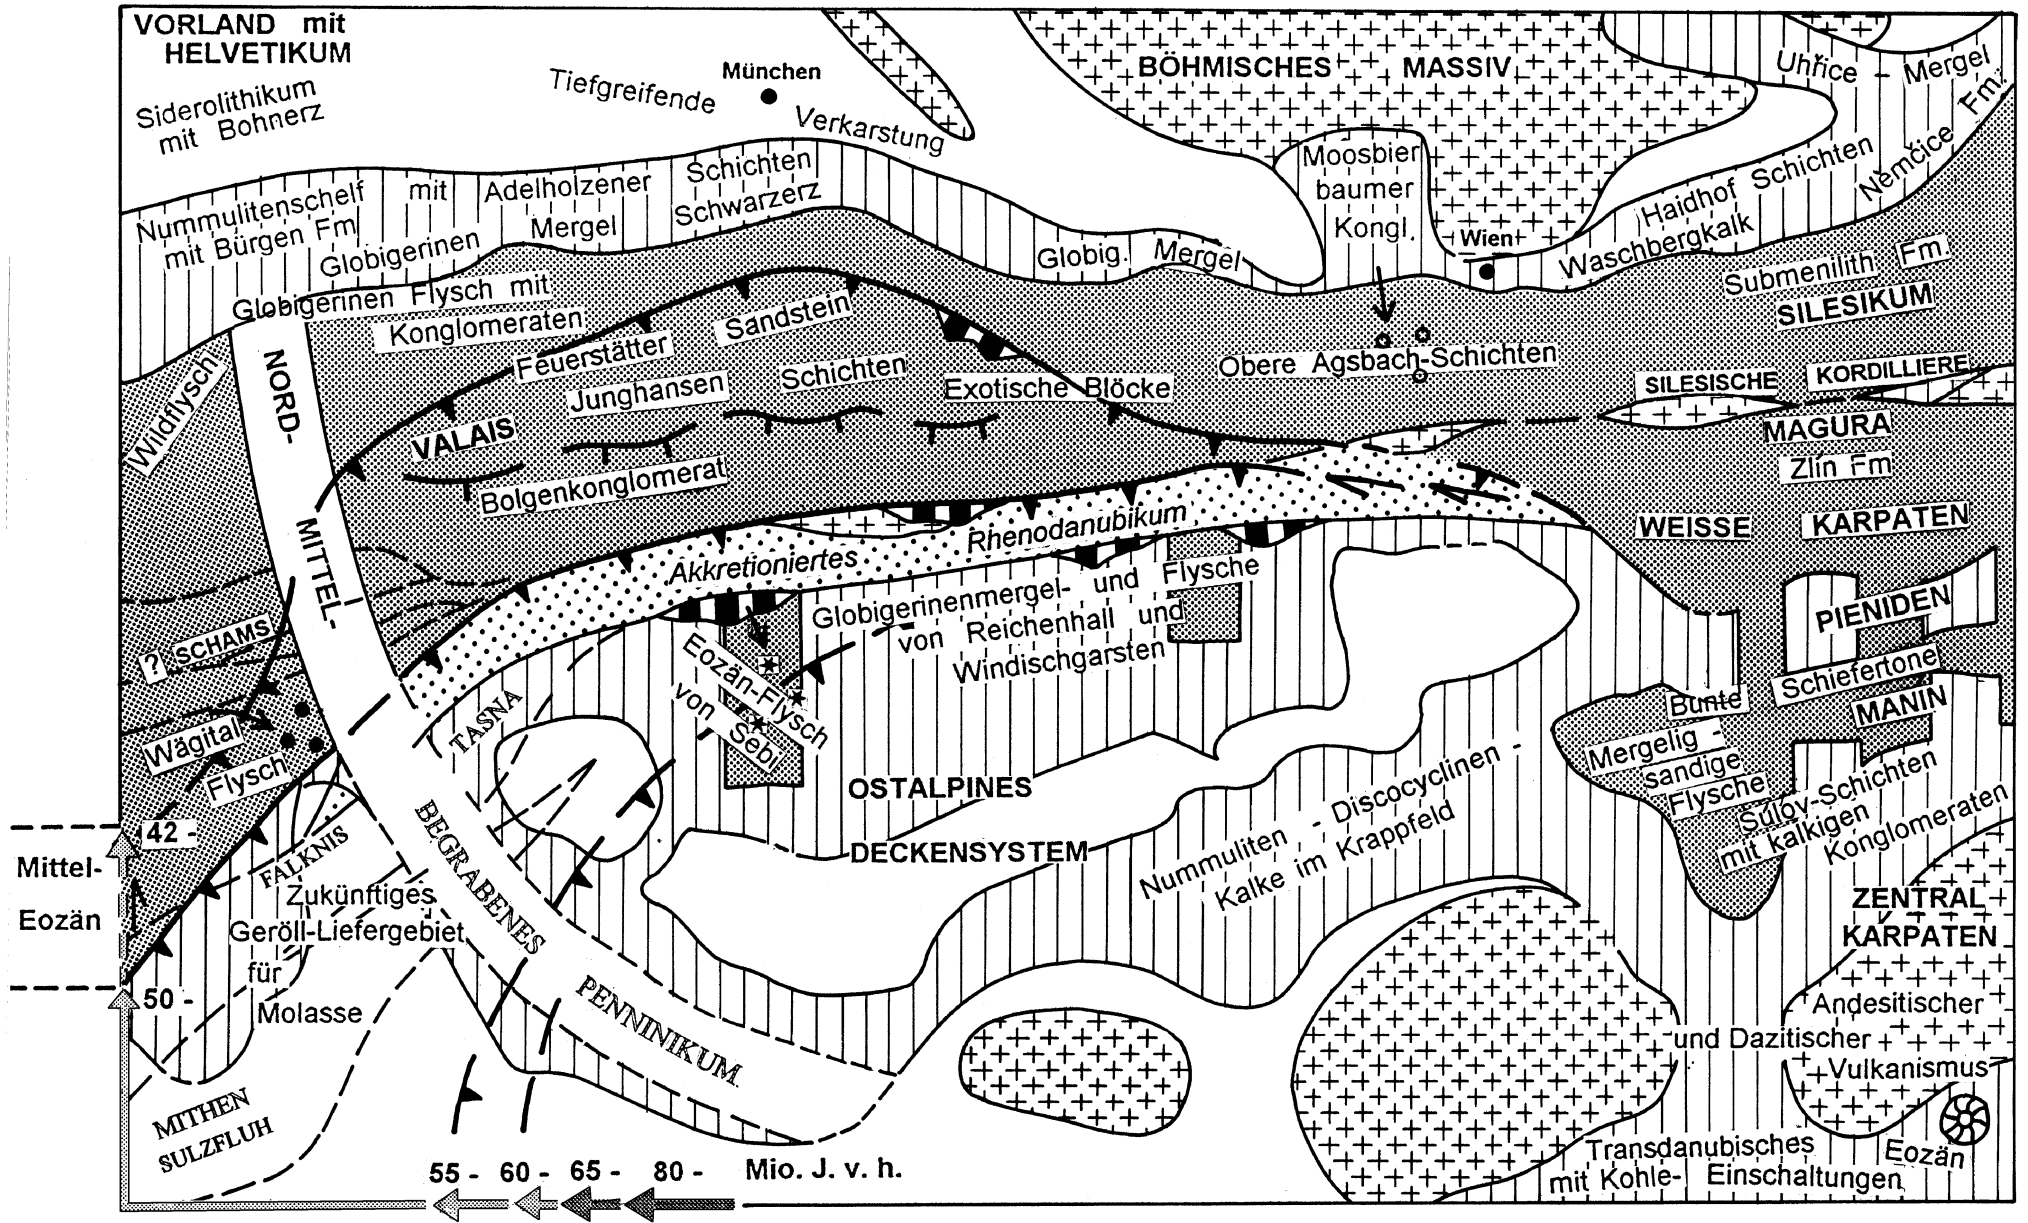 VORLAND mit
HELVETIKUM
Siderolithikum
mit Bohnerz
Tiefgreifende
München
Verkarstung
BÖHMISCHES MASSIV
Uhřice - Mergel
Nummulitenschelf mit Adelholzener Schichten
mit Bürgen Fm
Globigerinen Mergel Schwarzerz
Moosbier
baumer
Kongl.
Wien
Haidhof Schichten
Waschbergkalk
Němčice Fm.
Globig. Mergel
Globigerinen Flysch mit
Konglomeraten
Submenilith Fm
SILESIKUM
Wildflysch
Feuerstätter Sandstein
Junghansen Schichten
Exotische Blöcke
Obere Agsbach-Schichten
SILESISCHE KORDILLIERE
VALAIS
Bolgenkonglomerat
MAGURA
Zlín Fm
WEISSE KARPATEN
Akkretioniertes Rhenodanubikum
NORD-
MITTEL-
BEGRABENES
PENNINIKUM.
? SCHAMS
Wägital
Flysch
TASNA
Eozän-Flysch
von Sebi
Globigerinenmergel- und Flysche
von Reichenhall und
Windischgarsten
PIENIDEN
Schiefertone
MANIN
Bunte
Mergelig -
sandige
Flysche
Súlov-Schichten
mit kalkigen
Konglomeraten
OSTALPINES
DECKENSYSTEM
Nummuliten - Discocyclinen -
Kalke im Krappfeld
ZENTRAL
KARPATEN
Andesitischer
und Dazitischer
Vulkanismus
42 -
Mittel-
Eozän
50 -
FALKNIS
Zukünftiges
Geröll-Liefergebiet
für
Molasse
MITHEN
SULZFLUH
Transdanubisches Eozän
mit Kohle- Einschaltungen
55 - 60 - 65 - 80 - Mio. J. v. h.